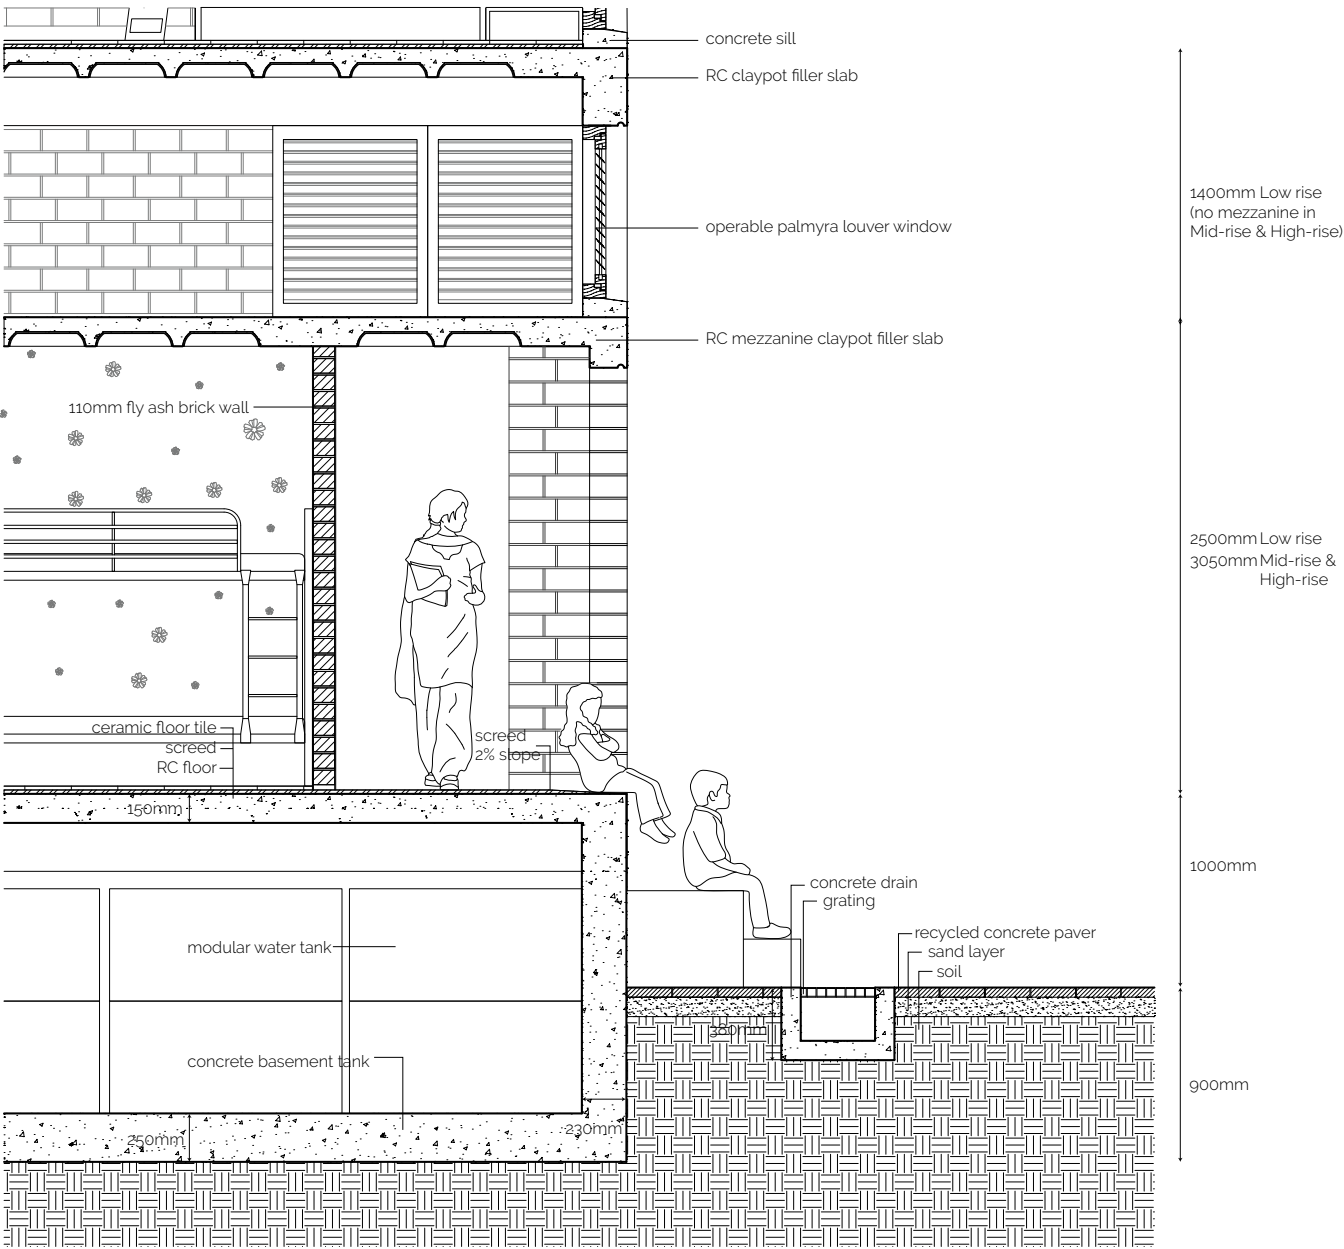 concrete sill
RC claypot filler slab
1400mm Low rise
(no mezzanine in
Mid-rise & High-rise)
operable palmyra louver window
RC mezzanine claypot filler slab
110mm fly ash brick wall
2500mm Low rise
3050mm Mid-rise &
High-rise
ceramic floor tile
screed
RC floor
screed
2% slope
150mm
1000mm
concrete drain
grating
recycled concrete paver
sand layer
soil
modular water tank
380mm
concrete basement tank
900mm
230mm
250mm